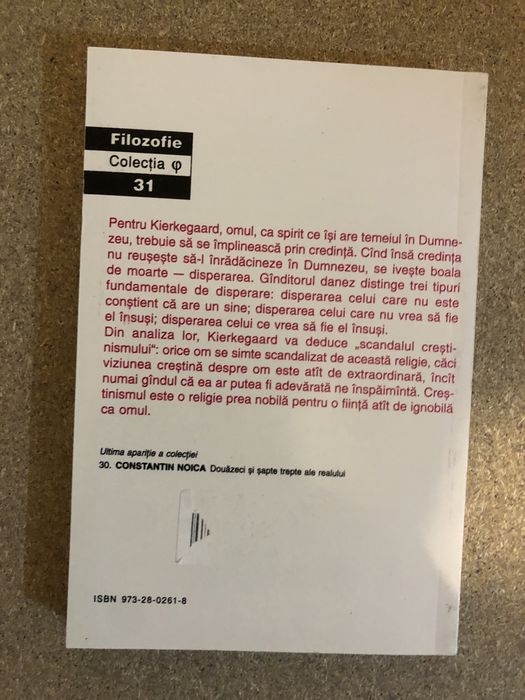 Filozofie
Colecția φ
31
Pentru Kierkegaard, omul, ca spirit ce își are temeiul în Dumne-
zeu, trebuie să se împlinească prin credință. Cînd însă credința
nu reușește să-l înrădăcineze în Dumnezeu, se ivește boala
de moarte — disperarea. Gînditorul danez distinge trei tipuri
fundamentale de disperare: disperarea celui care nu este
conștient că are un sine; disperarea celui care nu vrea să fie
el însuși; disperarea celui ce vrea să fie el însuși.
Din analiza lor, Kierkegaard va deduce „scandalul crești-
nismului“: orice om se simte scandalizat de această religie, căci
viziunea creștină despre om este atît de extraordinară, încît
numai gîndul că ea ar putea fi adevărată ne înspăimîntă. Creș-
tinismul este o religie prea nobilă pentru o ființă atît de ignobilă
ca omul.
Ultima apariție a colecției
30. CONSTANTIN NOICA Douăzeci și șapte trepte ale realului
ISBN 973-28-0261-8